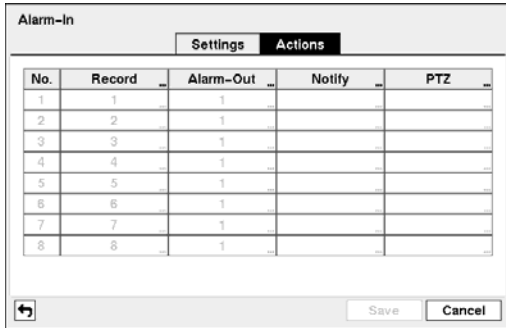 Alarm-In
Settings Actions
No. Record ... Alarm-Out ... Notify ... PTZ ...
1 1 ... 1 ... ... ...
2 2 ... 1 ... ... ...
3 3 ... 1 ... ... ...
4 4 ... 1 ... ... ...
5 5 ... 1 ... ... ...
6 6 ... 1 ... ... ...
7 7 ... 1 ... ... ...
8 8 ... 1 ... ... ...
Save Cancel